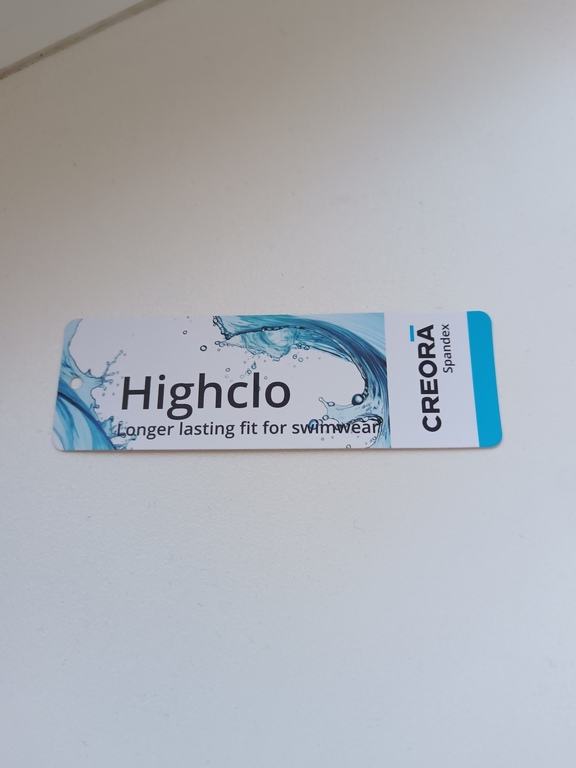 Highclo
Longer lasting fit for swimwear
CREORA
Spandex